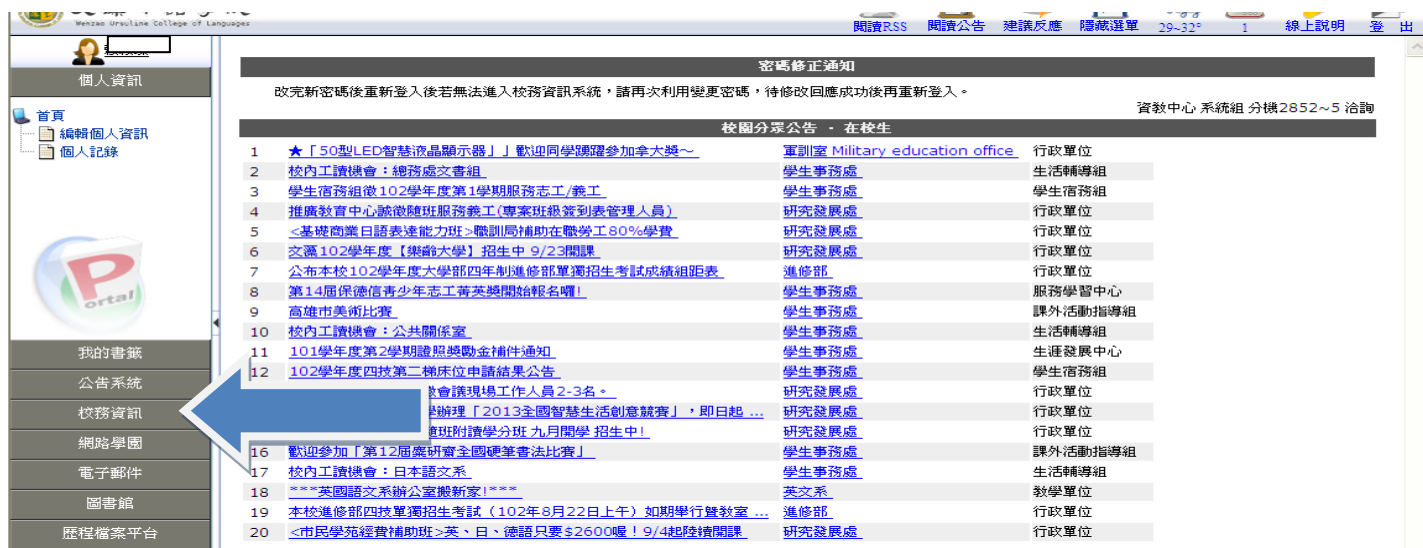 Wenzao Ursuline College of Languages
閱讀RSS 閱讀公告 建議反應 隱藏選單 29~32° 1 線上說明 登 出
個人資訊
首頁
編輯個人資訊
個人記錄
Portal
我的書籤
公告系統
校務資訊
網路學園
電子郵件
圖書館
歷程檔案平台
密碼修正通知
改完新密碼後重新登入後若無法進入校務資訊系統，請再次利用變更密碼，待修改回應成功後再重新登入。
資教中心 系統組 分機2852~5 洽詢
校園分眾公告 - 在校生
1 ★「50型LED智慧液晶顯示器」」歡迎同學踴躍參加拿大獎～ 軍訓室 Military education office 行政單位
2 校內工讀機會：總務處文書組 學生事務處 生活輔導組
3 學生宿務組徵102學年度第1學期服務志工/義工 學生事務處 學生宿務組
4 推廣教育中心誠徵隨班服務義工(專案班級簽到表管理人員) 研究發展處 行政單位
5 <基礎商業日語表達能力班>職訓局補助在職勞工80%學費 研究發展處 行政單位
6 文藻102學年度【樂齡大學】招生中 9/23開課 研究發展處 行政單位
7 公布本校102學年度大學部四年制進修部單獨招生考試成績組距表 進修部 行政單位
8 第14屆保德信青少年志工菁英獎開始報名囉! 學生事務處 服務學習中心
9 高雄市美術比賽 學生事務處 課外活動指導組
10 校內工讀機會：公共關係室 學生事務處 生活輔導組
11 101學年度第2學期證照獎勵金補件通知 學生事務處 生涯發展中心
12 102學年度四技第二梯床位申請結果公告 學生事務處 學生宿務組
會議現場工作人員2-3名。 研究發展處 行政單位
辦理「2013全國智慧生活創意競賽」，即日起 ... 研究發展處 行政單位
班附讀學分班 九月開學 招生中! 研究發展處 行政單位
16 歡迎參加「第12屆麋研齋全國硬筆書法比賽」 學生事務處 課外活動指導組
17 校內工讀機會：日本語文系 學生事務處 生活輔導組
18 ***英國語文系辦公室搬新家!*** 英文系 教學單位
19 本校進修部四技單獨招生考試（102年8月22日上午）如期舉行暨教室 ... 進修部 行政單位
20 <市民學苑經費補助班>英、日、德語只要$2600喔！9/4起陸續開課 研究發展處 行政單位